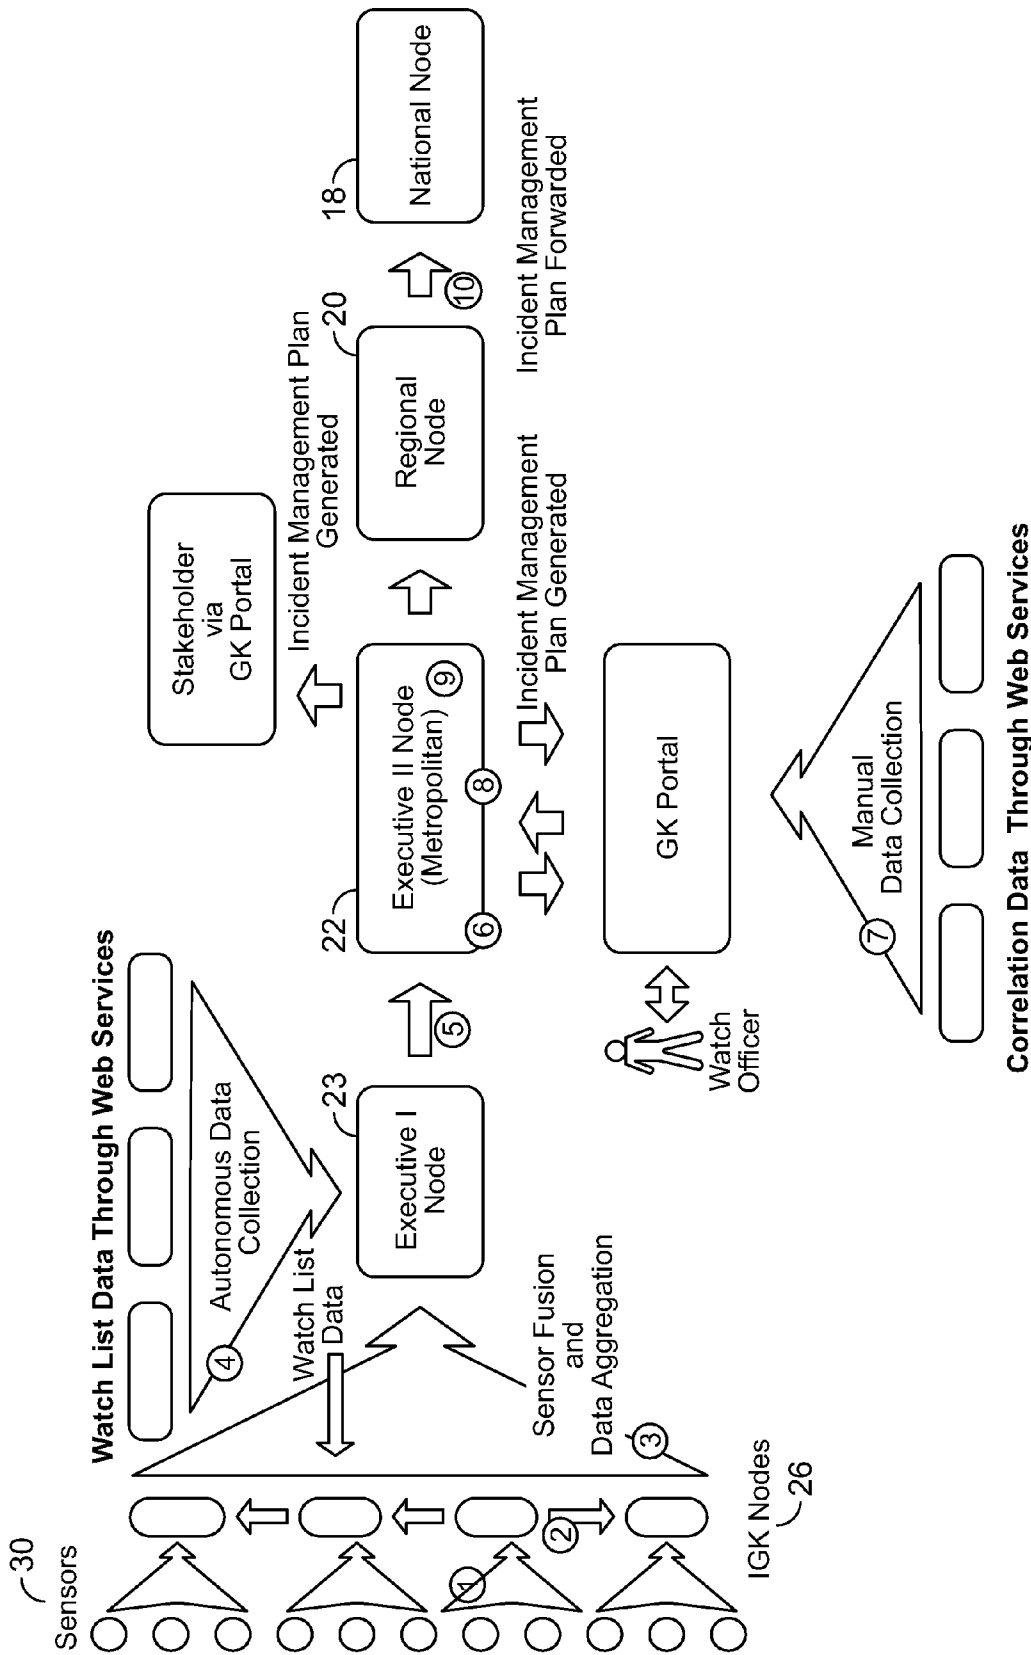 30
Sensors
1
2
IGK Nodes
26
Watch List Data Through Web Services
4
Autonomous Data
Collection
Watch List
Data
Sensor Fusion
and
Data Aggregation
3
23
Executive I
Node
5
22
Executive II Node
(Metropolitan)
6
8
9
Watch
Officer
GK Portal
7
Manual
Data Collection
Correlation Data Through Web Services
Stakeholder
via
GK Portal
Incident Management Plan
Generated
Incident Management
Plan Generated
20
Regional
Node
10
Incident Management
Plan Forwarded
18
National Node